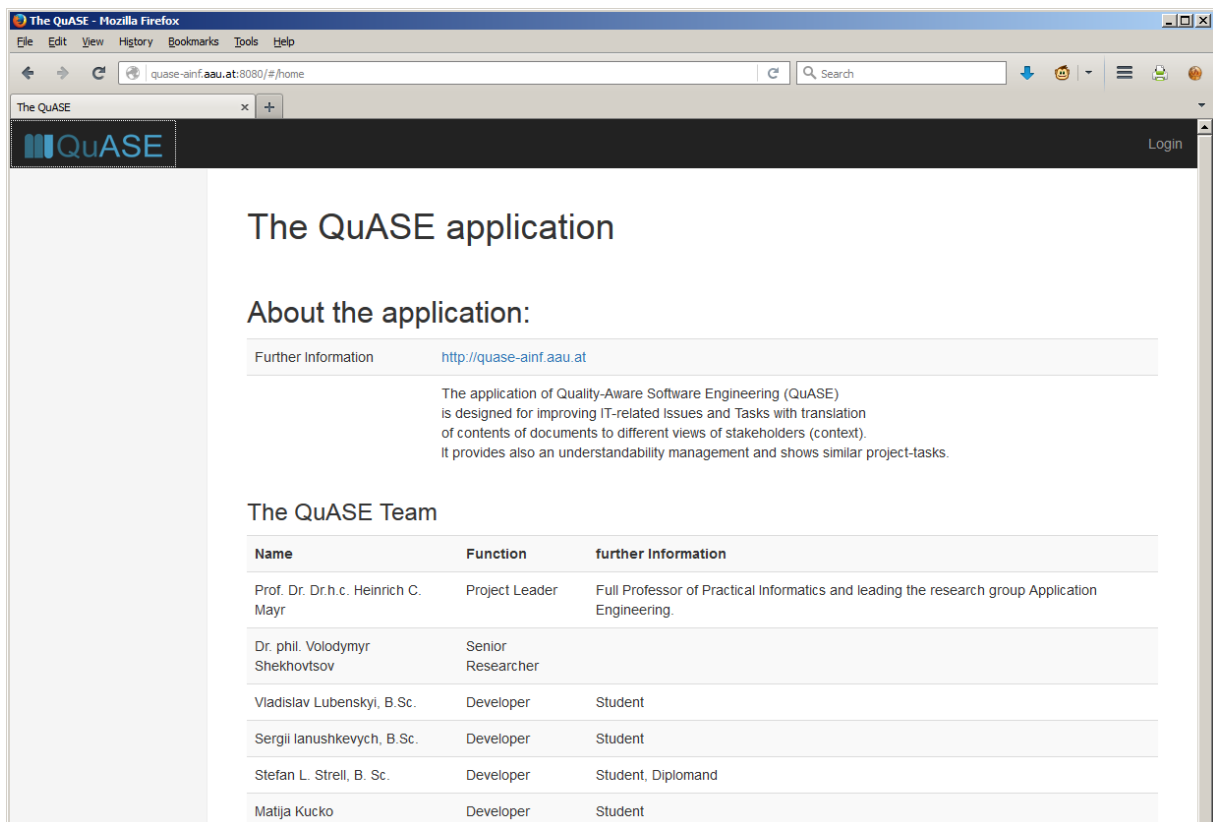 The QuASE - Mozilla Firefox
File Edit View History Bookmarks Tools Help
quase-ainf.aau.at:8080/#/home
Search
The QuASE
QuASE
Login
The QuASE application
About the application:
Further Information http://quase-ainf.aau.at
The application of Quality-Aware Software Engineering (QuASE)
is designed for improving IT-related Issues and Tasks with translation
of contents of documents to different views of stakeholders (context).
It provides also an understandability management and shows similar project-tasks.
The QuASE Team
Name Function further Information
Prof. Dr. Dr.h.c. Heinrich C. Project Leader Full Professor of Practical Informatics and leading the research group Application
Mayr Engineering.
Dr. phil. Volodymyr Senior
Shekhovtsov Researcher
Vladislav Lubenskyi, B.Sc. Developer Student
Sergii Ianushkevych, B.Sc. Developer Student
Stefan L. Strell, B. Sc. Developer Student, Diplomand
Matija Kucko Developer Student